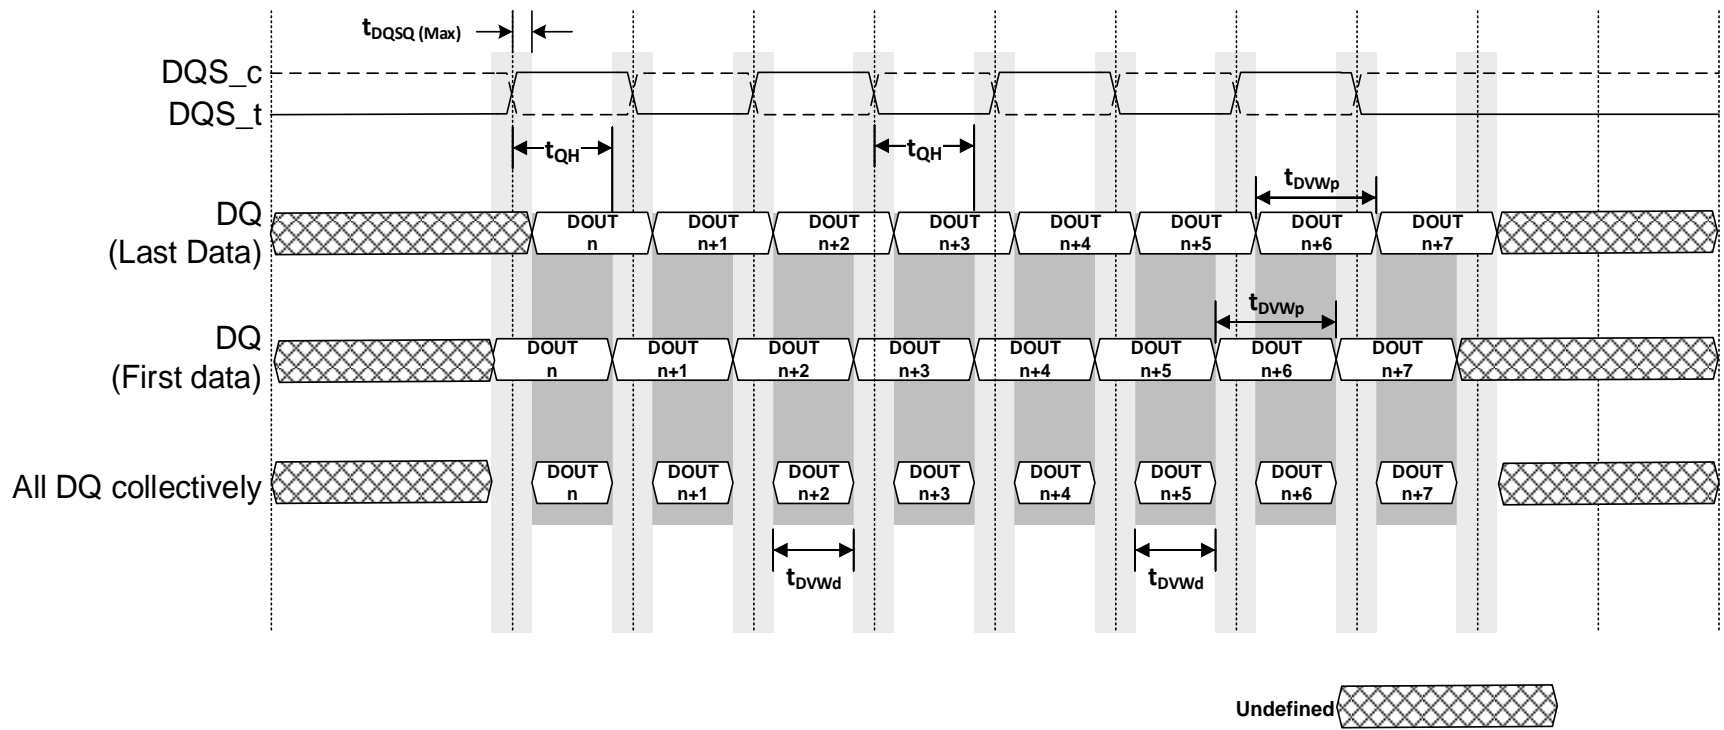 tDQSQ (Max)
DQS_c
DQS_t
tQH tQH
tDVWp
DQ
(Last Data)
DOUT n DOUT n+1 DOUT n+2 DOUT n+3 DOUT n+4 DOUT n+5 DOUT n+6 DOUT n+7
tDVWp
DQ
(First data)
DOUT n DOUT n+1 DOUT n+2 DOUT n+3 DOUT n+4 DOUT n+5 DOUT n+6 DOUT n+7
All DQ collectively
DOUT n DOUT n+1 DOUT n+2 DOUT n+3 DOUT n+4 DOUT n+5 DOUT n+6 DOUT n+7
tDVWd tDVWd
Undefined